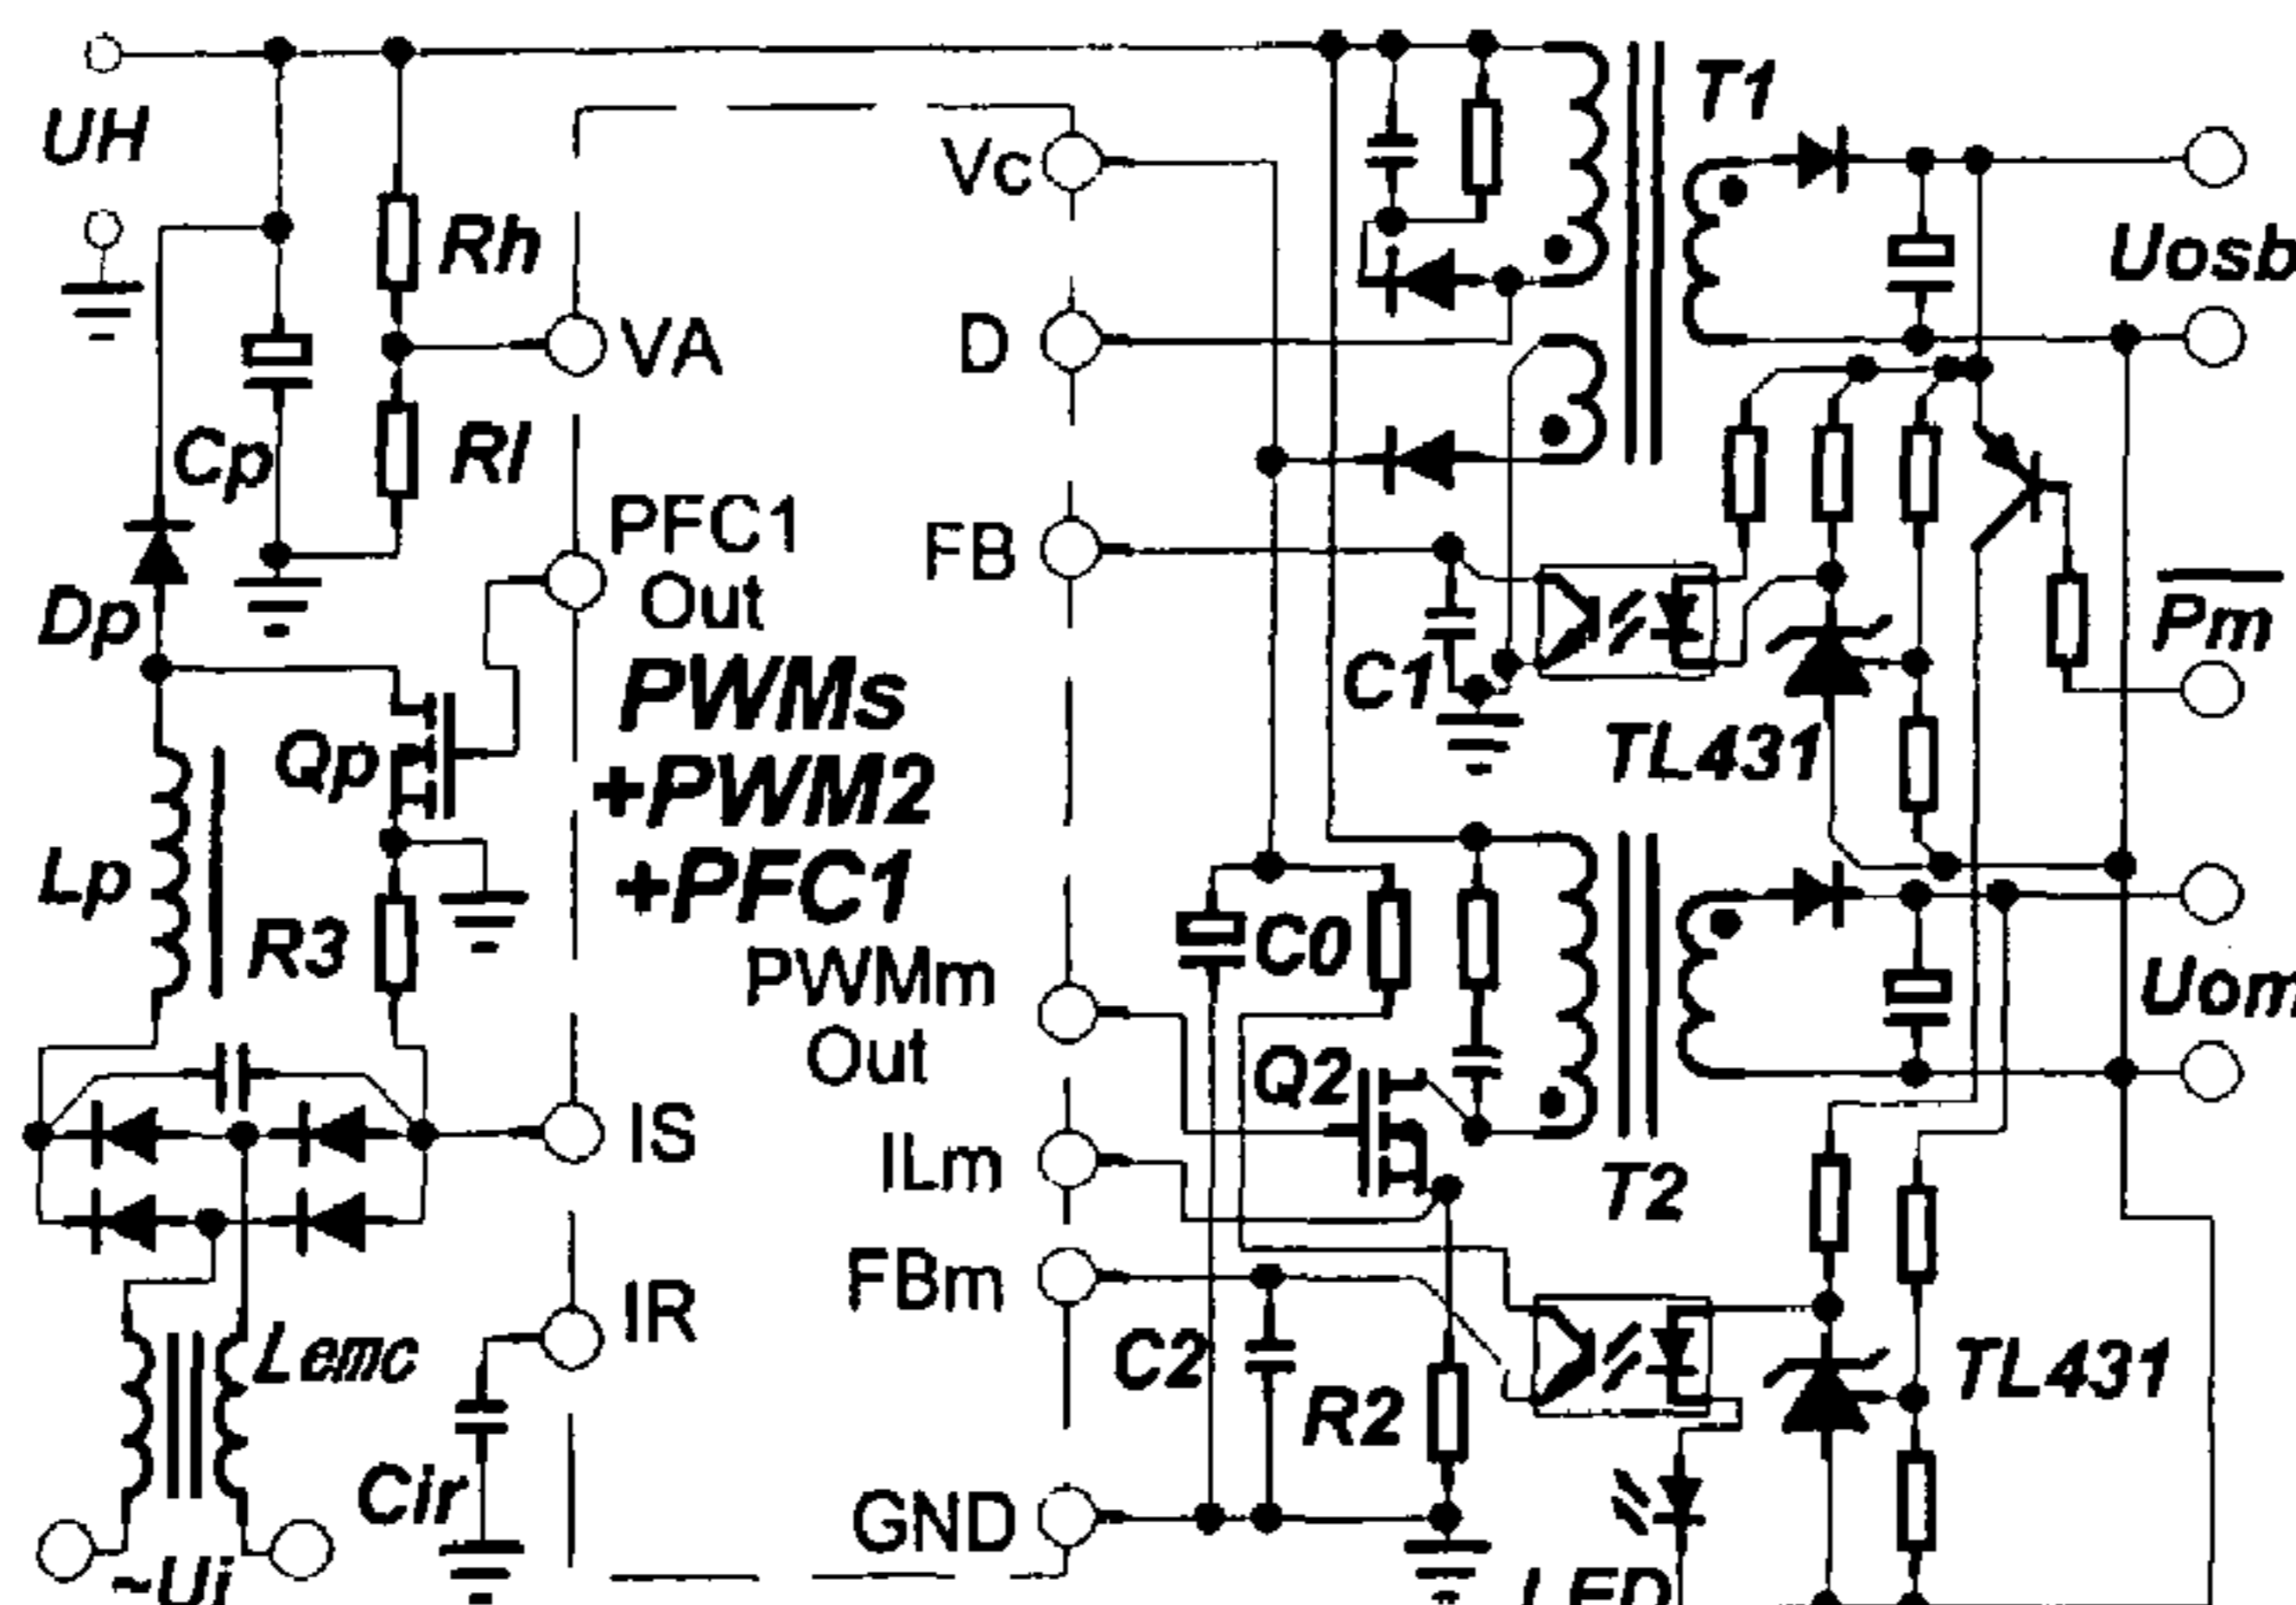 UH
T1
Vc
Rh
Uosb
VA
D
Cp
Rl
PFC1
Out
FB
Dp
Pm
C1
PWMs
+PWM2
+PFC1
TL431
Qp
Lp
R3
C0
PWMm
Out
Uom
Q2
IS
ILm
T2
FBm
IR
Lemc
C2
R2
TL431
Cir
GND
~Ui
LED